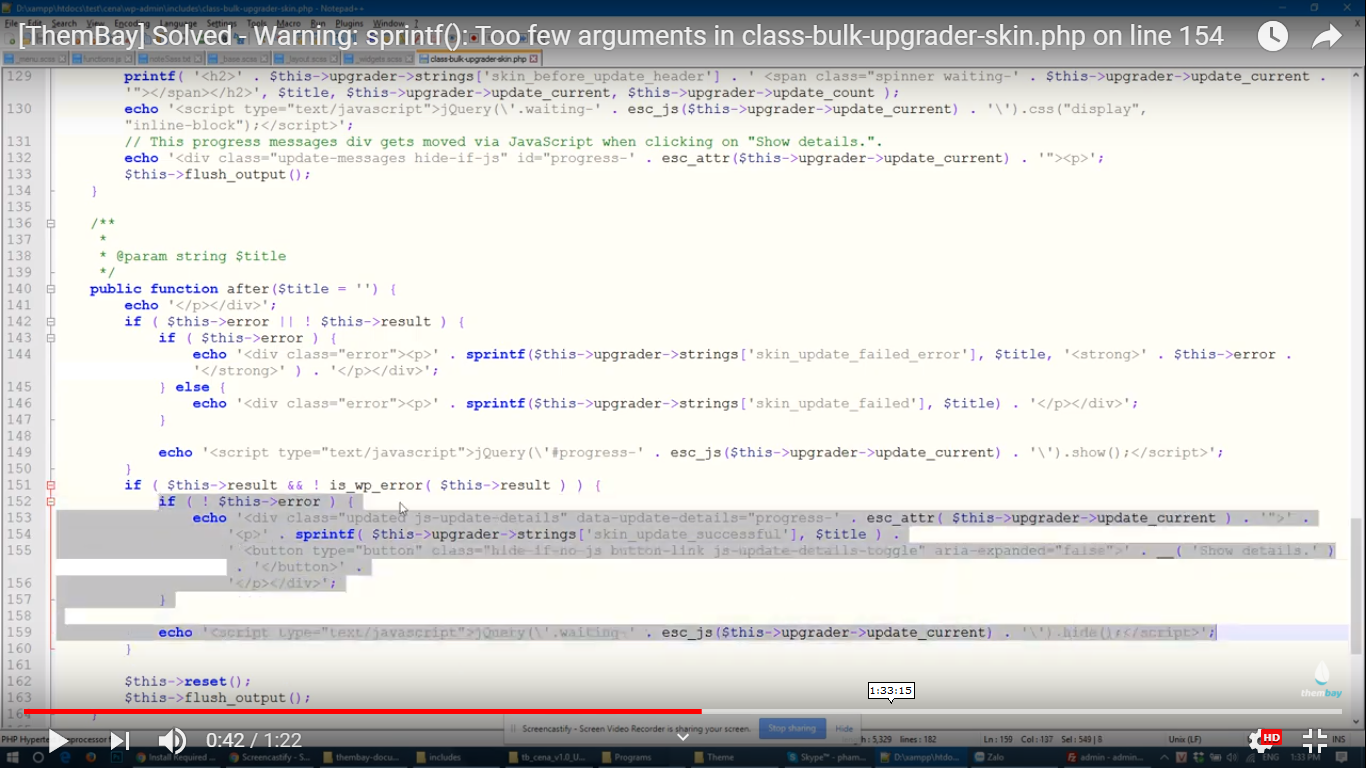 D:\xampp\htdocs\test\cena\wp-admin\includes\class-bulk-upgrader-skin.php - Notepad++
File Edit Search View Encoding Language Settings Tools Macro Run Plugins Window ?
[ThemBay] Solved - Warning: sprintf(): Too few arguments in class-bulk-upgrader-skin.php on line 154
_menu.scss functions.js noteSass.txt _base.scss _layout.scss _widgets.scss class-bulk-upgrader-skin.php
129 printf( '<h2>' . $this->upgrader->strings['skin_before_update_header'] . ' <span class="spinner waiting-' . $this->upgrader->update_current .
'"></span></h2>', $title, $this->upgrader->update_current, $this->upgrader->update_count );
130 echo '<script type="text/javascript">jQuery(\'.waiting-' . esc_js($this->upgrader->update_current) . '\').css("display",
"inline-block");</script>';
131 // This progress messages div gets moved via JavaScript when clicking on "Show details.".
132 echo '<div class="update-messages hide-if-js" id="progress-' . esc_attr($this->upgrader->update_current) . '"><p>';
133 $this->flush_output();
134 }
135
136 /**
137 *
138 * @param string $title
139 */
140 public function after($title = '') {
141 echo '</p></div>';
142 if ( $this->error || ! $this->result ) {
143 if ( $this->error ) {
144 echo '<div class="error"><p>' . sprintf($this->upgrader->strings['skin_update_failed_error'], $title, '<strong>' . $this->error .
'</strong>' ) . '</p></div>';
145 } else {
146 echo '<div class="error"><p>' . sprintf($this->upgrader->strings['skin_update_failed'], $title) . '</p></div>';
147 }
148
149 echo '<script type="text/javascript">jQuery(\'#progress-' . esc_js($this->upgrader->update_current) . '\').show();</script>';
150 }
151 if ( $this->result && ! is_wp_error( $this->result ) ) {
152 if ( ! $this->error ) {
153 echo '<div class="updated js-update-details" data-update-details="progress-' . esc_attr( $this->upgrader->update_current ) . '">' .
154 '<p>' . sprintf( $this->upgrader->strings['skin_update_successful'], $title ) .
155 ' <button type="button" class="hide-if-no-js button-link js-update-details-toggle" aria-expanded="false">' . __( 'Show details.' )
. '</button>' .
156 '</p></div>';
157 }
158
159 echo '<script type="text/javascript">jQuery(\'.waiting-' . esc_js($this->upgrader->update_current) . '\').hide();</script>';
160 }
161
162 $this->reset();
163 $this->flush_output();
164 }
thembay
1:33:15
Screencastify - Screen Video Recorder is sharing your screen. Stop sharing Hide
0:42 / 1:22
HD
PHP Hypertext Preprocessor file length : 5,329 lines : 182 Ln : 159 Col : 137 Sel : 549 | 8 Unix (LF) INS
Install Required ... Screencastify - S... thembay-docu... includes tb_cena_v1.0_U... Programs Theme Skype™ - pham... D:\xampp\htdo... Zalo admin - admin-... ENG 1:33 PM